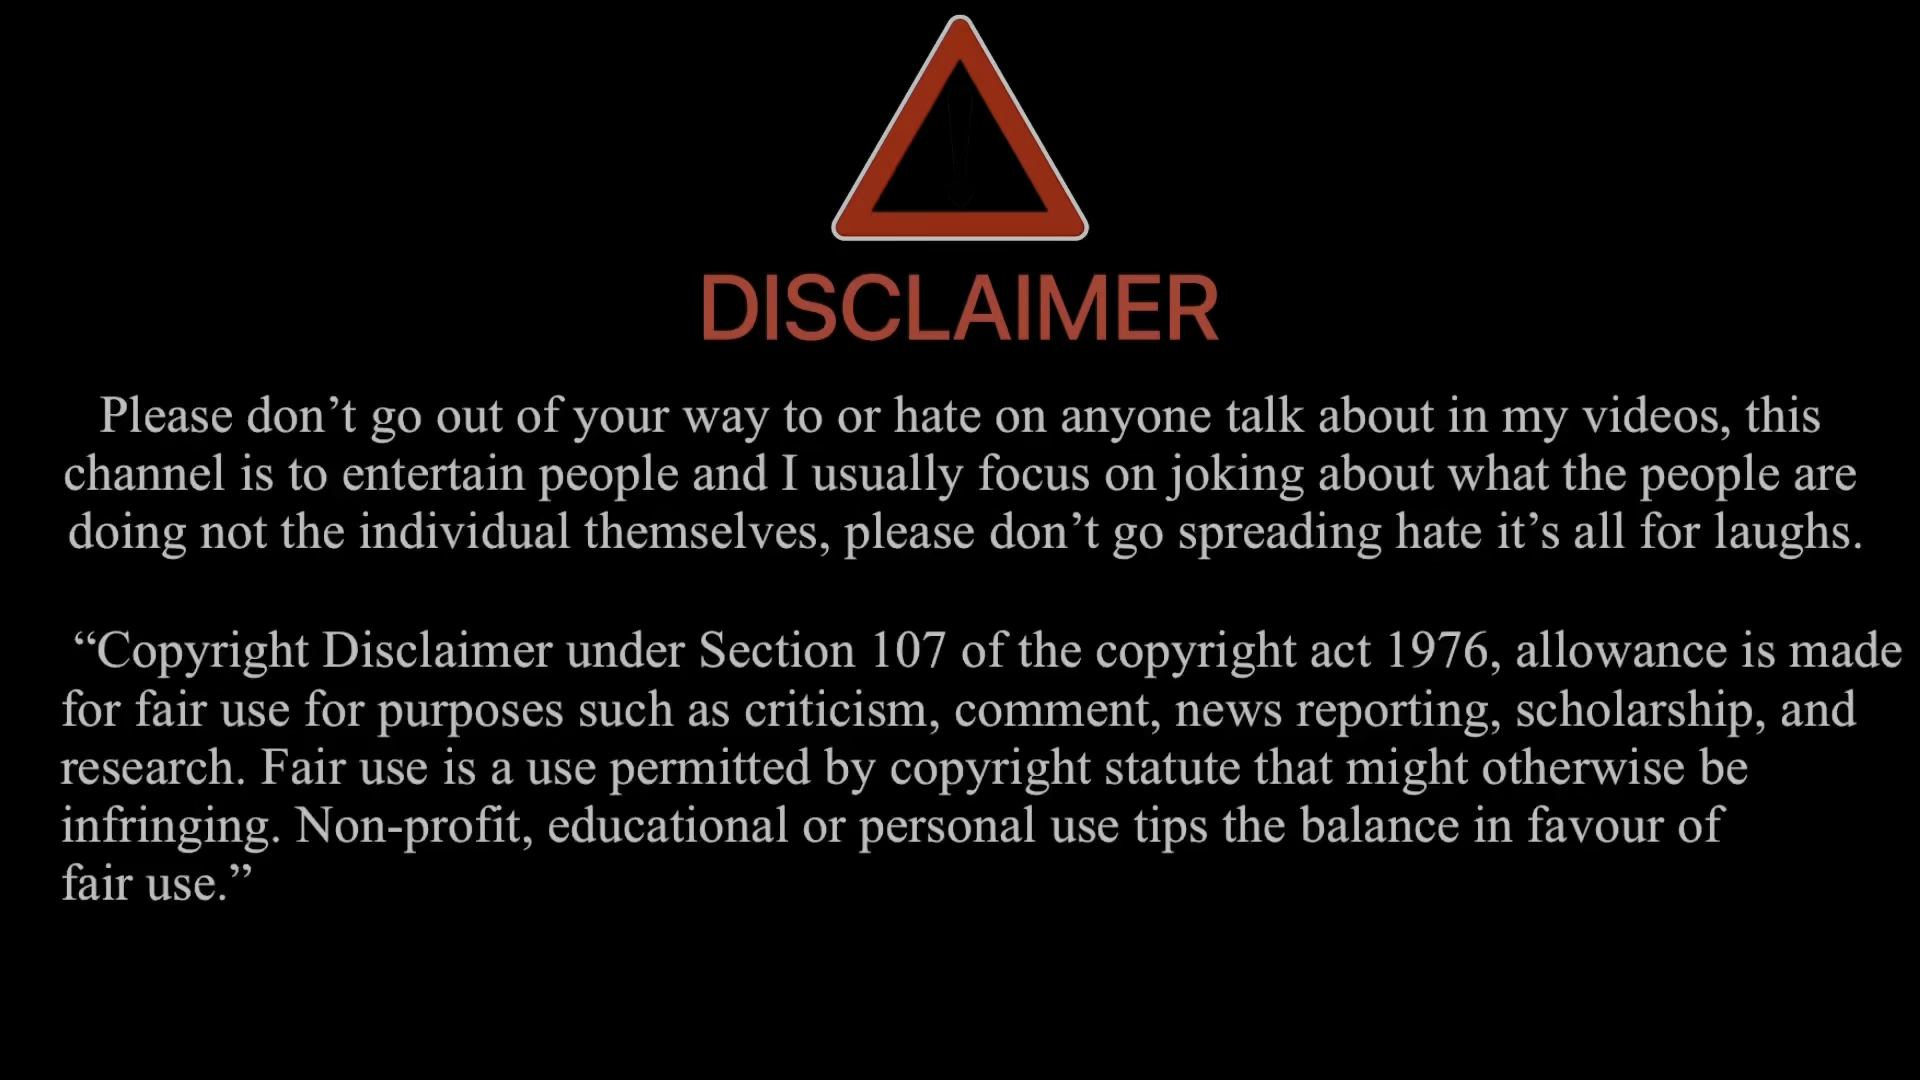 DISCLAIMER
Please don’t go out of your way to or hate on anyone talk about in my videos, this
channel is to entertain people and I usually focus on joking about what the people are
doing not the individual themselves, please don’t go spreading hate it’s all for laughs.
“Copyright Disclaimer under Section 107 of the copyright act 1976, allowance is made
for fair use for purposes such as criticism, comment, news reporting, scholarship, and
research. Fair use is a use permitted by copyright statute that might otherwise be
infringing. Non-profit, educational or personal use tips the balance in favour of
fair use.”